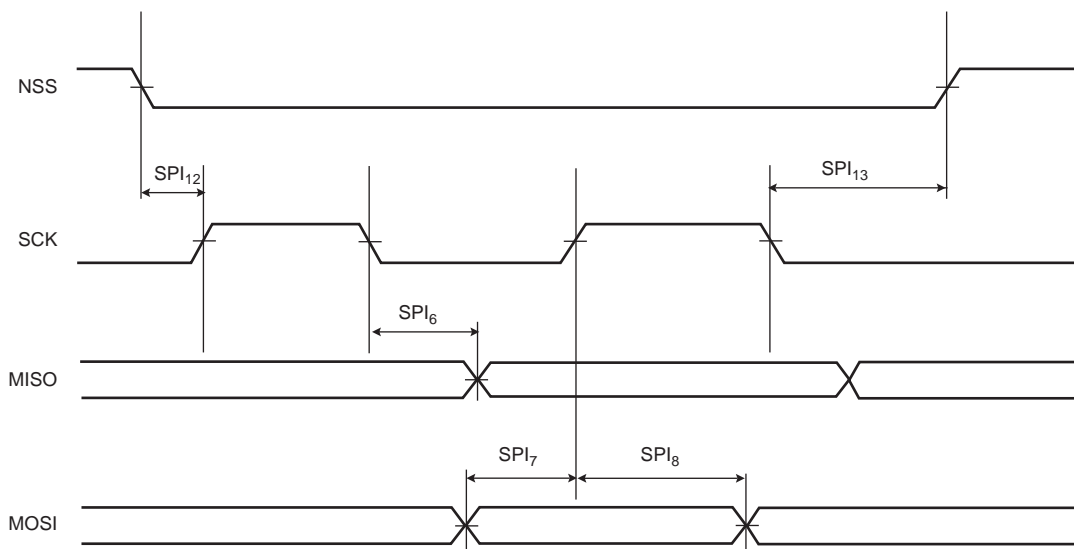 NSS
SPI₁₂
SPI₁₃
SCK
SPI₆
MISO
SPI₇
SPI₈
MOSI